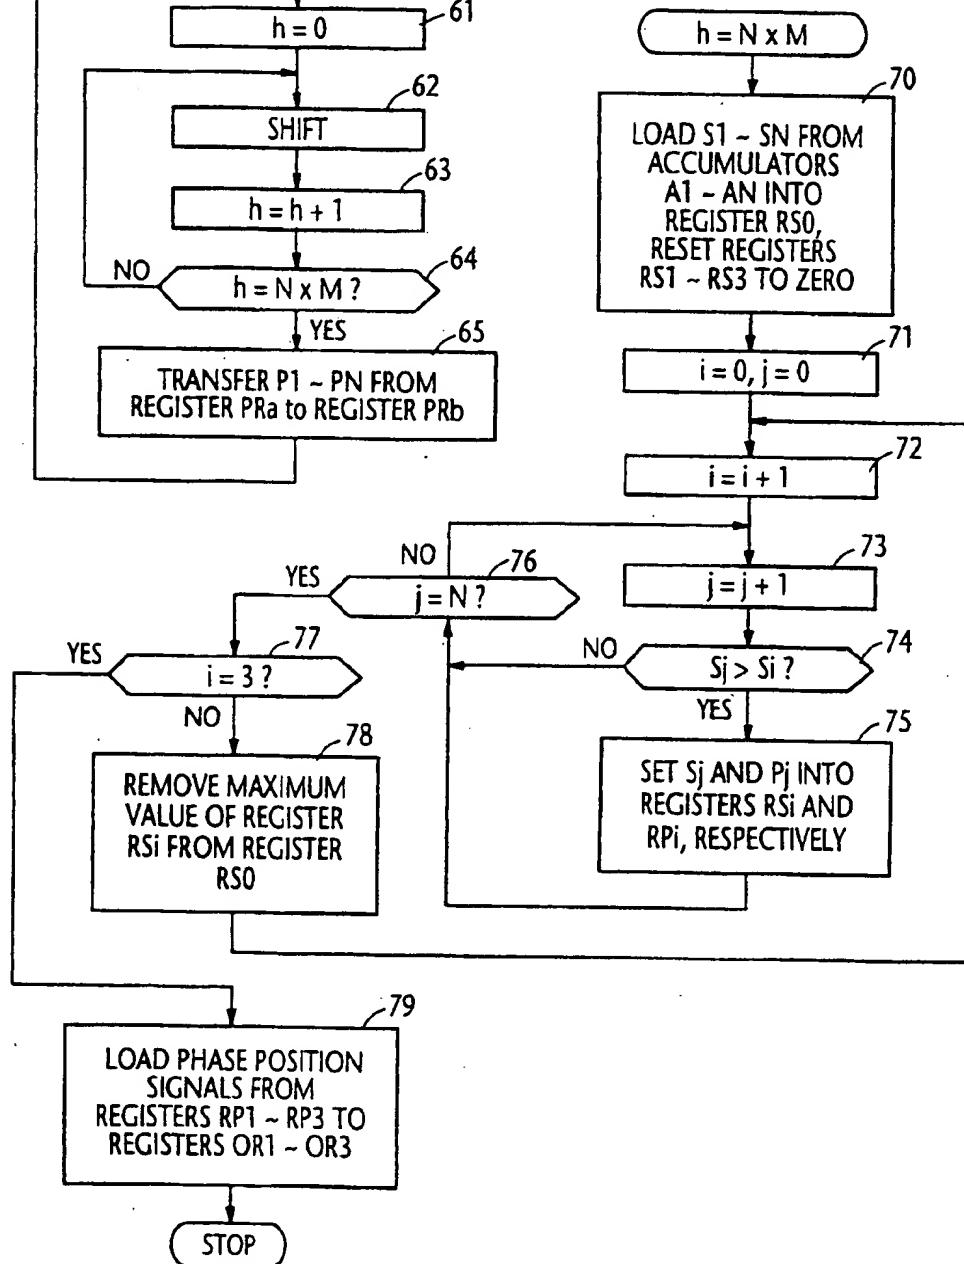 61
h = 0
62
SHIFT
63
h = h + 1
64
NO
h = N x M ?
YES
65
TRANSFER P1 ~ PN FROM
REGISTER PRa to REGISTER PRb
h = N x M
70
LOAD S1 ~ SN FROM
ACCUMULATORS
A1 ~ AN INTO
REGISTER RS0,
RESET REGISTERS
RS1 ~ RS3 TO ZERO
71
i = 0, j = 0
72
i = i + 1
73
j = j + 1
74
NO
Sj > Si ?
YES
75
SET Sj AND Pj INTO
REGISTERS RSi AND
RPi, RESPECTIVELY
NO
76
YES
j = N ?
77
YES
i = 3 ?
NO
78
REMOVE MAXIMUM
VALUE OF REGISTER
RSi FROM REGISTER
RS0
79
LOAD PHASE POSITION
SIGNALS FROM
REGISTERS RP1 ~ RP3 TO
REGISTERS OR1 ~ OR3
STOP